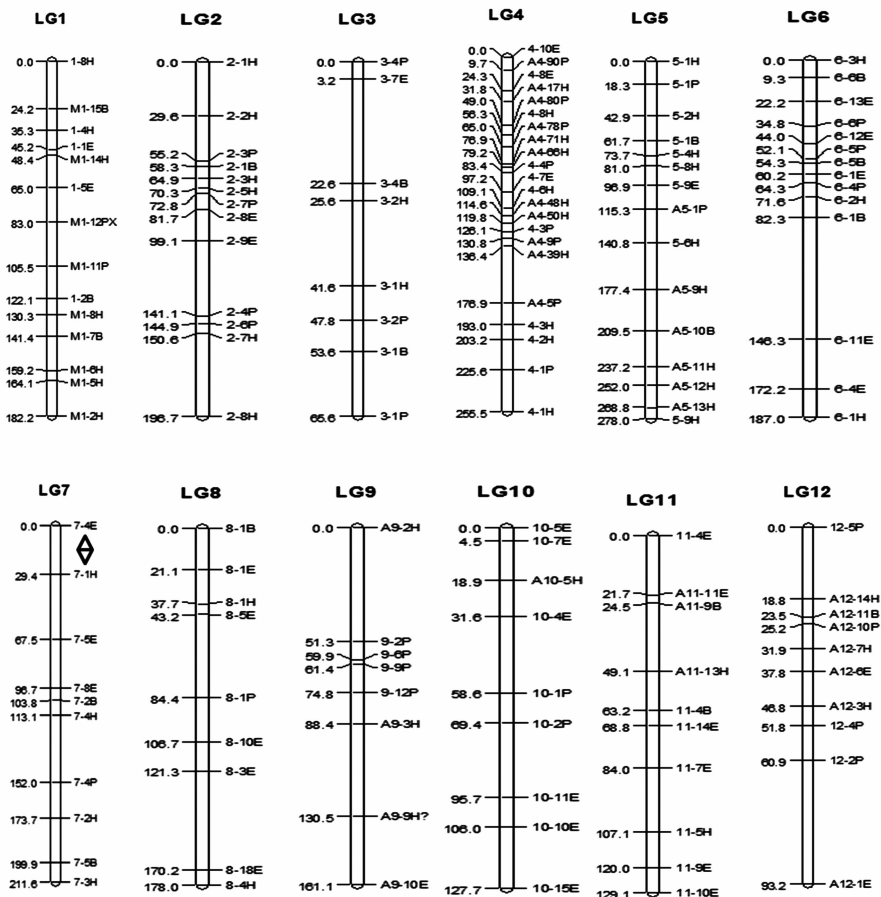 LG1
0.0 1-8H
24.2 M1-15B
35.3 1-4H
45.2 1-1E
48.4 M1-14H
65.0 1-5E
83.0 M1-12PX
105.5 M1-11P
122.1 1-2B
130.3 M1-8H
141.4 M1-7B
159.2 M1-6H
164.1 M1-5H
182.2 M1-2H
LG2
0.0 2-1H
29.6 2-2H
55.2 2-3P
58.3 2-1B
64.9 2-3H
70.3 2-5H
72.8 2-7P
81.7 2-8E
99.1 2-9E
141.1 2-4P
144.9 2-6P
150.6 2-7H
196.7 2-8H
LG3
0.0 3-4P
3.2 3-7E
22.6 3-4B
25.6 3-2H
41.6 3-1H
47.8 3-2P
53.6 3-1B
65.6 3-1P
LG4
0.0 4-10E
9.7 A4-90P
24.3 4-8E
31.8 A4-17H
49.0 A4-80P
56.3 4-8H
65.0 A4-78P
76.9 A4-71H
79.2 A4-66H
83.4 4-4P
97.2 4-7E
109.1 4-6H
114.6 A4-48H
119.8 A4-50H
126.1 4-3P
130.8 A4-9P
136.4 A4-39H
176.9 A4-5P
193.0 4-3H
203.2 4-2H
225.6 4-1P
255.5 4-1H
LG5
0.0 5-1H
18.3 5-1P
42.9 5-2H
61.7 5-1B
73.7 5-4H
81.0 5-8H
96.9 5-9E
115.3 A5-1P
140.8 5-6H
177.4 A5-9H
209.5 A5-10B
237.2 A5-11H
252.0 A5-12H
268.8 A5-13H
278.0 5-9H
LG6
0.0 6-3H
9.3 6-6B
22.2 6-13E
34.8 6-6P
44.0 6-12E
52.1 6-5P
54.3 6-5B
60.2 6-1E
64.3 6-4P
71.6 6-2H
82.3 6-1B
146.3 6-11E
172.2 6-4E
187.0 6-1H
LG7
0.0 7-4E
29.4 7-1H
67.5 7-5E
96.7 7-8E
103.8 7-2B
113.1 7-4H
152.0 7-4P
173.7 7-2H
199.9 7-5B
211.6 7-3H
LG8
0.0 8-1B
21.1 8-1E
37.7 8-1H
43.2 8-5E
84.4 8-1P
106.7 8-10E
121.3 8-3E
170.2 8-18E
178.0 8-4H
LG9
0.0 A9-2H
51.3 9-2P
59.9 9-6P
61.4 9-9P
74.8 9-12P
88.4 A9-3H
130.5 A9-9H?
161.1 A9-10E
LG10
0.0 10-5E
4.5 10-7E
18.9 A10-5H
31.6 10-4E
58.6 10-1P
69.4 10-2P
95.7 10-11E
106.0 10-10E
127.7 10-15E
LG11
0.0 11-4E
21.7 A11-11E
24.5 A11-9B
49.1 A11-13H
63.2 11-4B
68.8 11-14E
84.0 11-7E
107.1 11-5H
120.0 11-9E
129.1 11-10E
LG12
0.0 12-5P
18.8 A12-14H
23.5 A12-11B
25.2 A12-10P
31.9 A12-7H
37.8 A12-6E
46.8 A12-3H
51.8 12-4P
60.9 12-2P
93.2 A12-1E